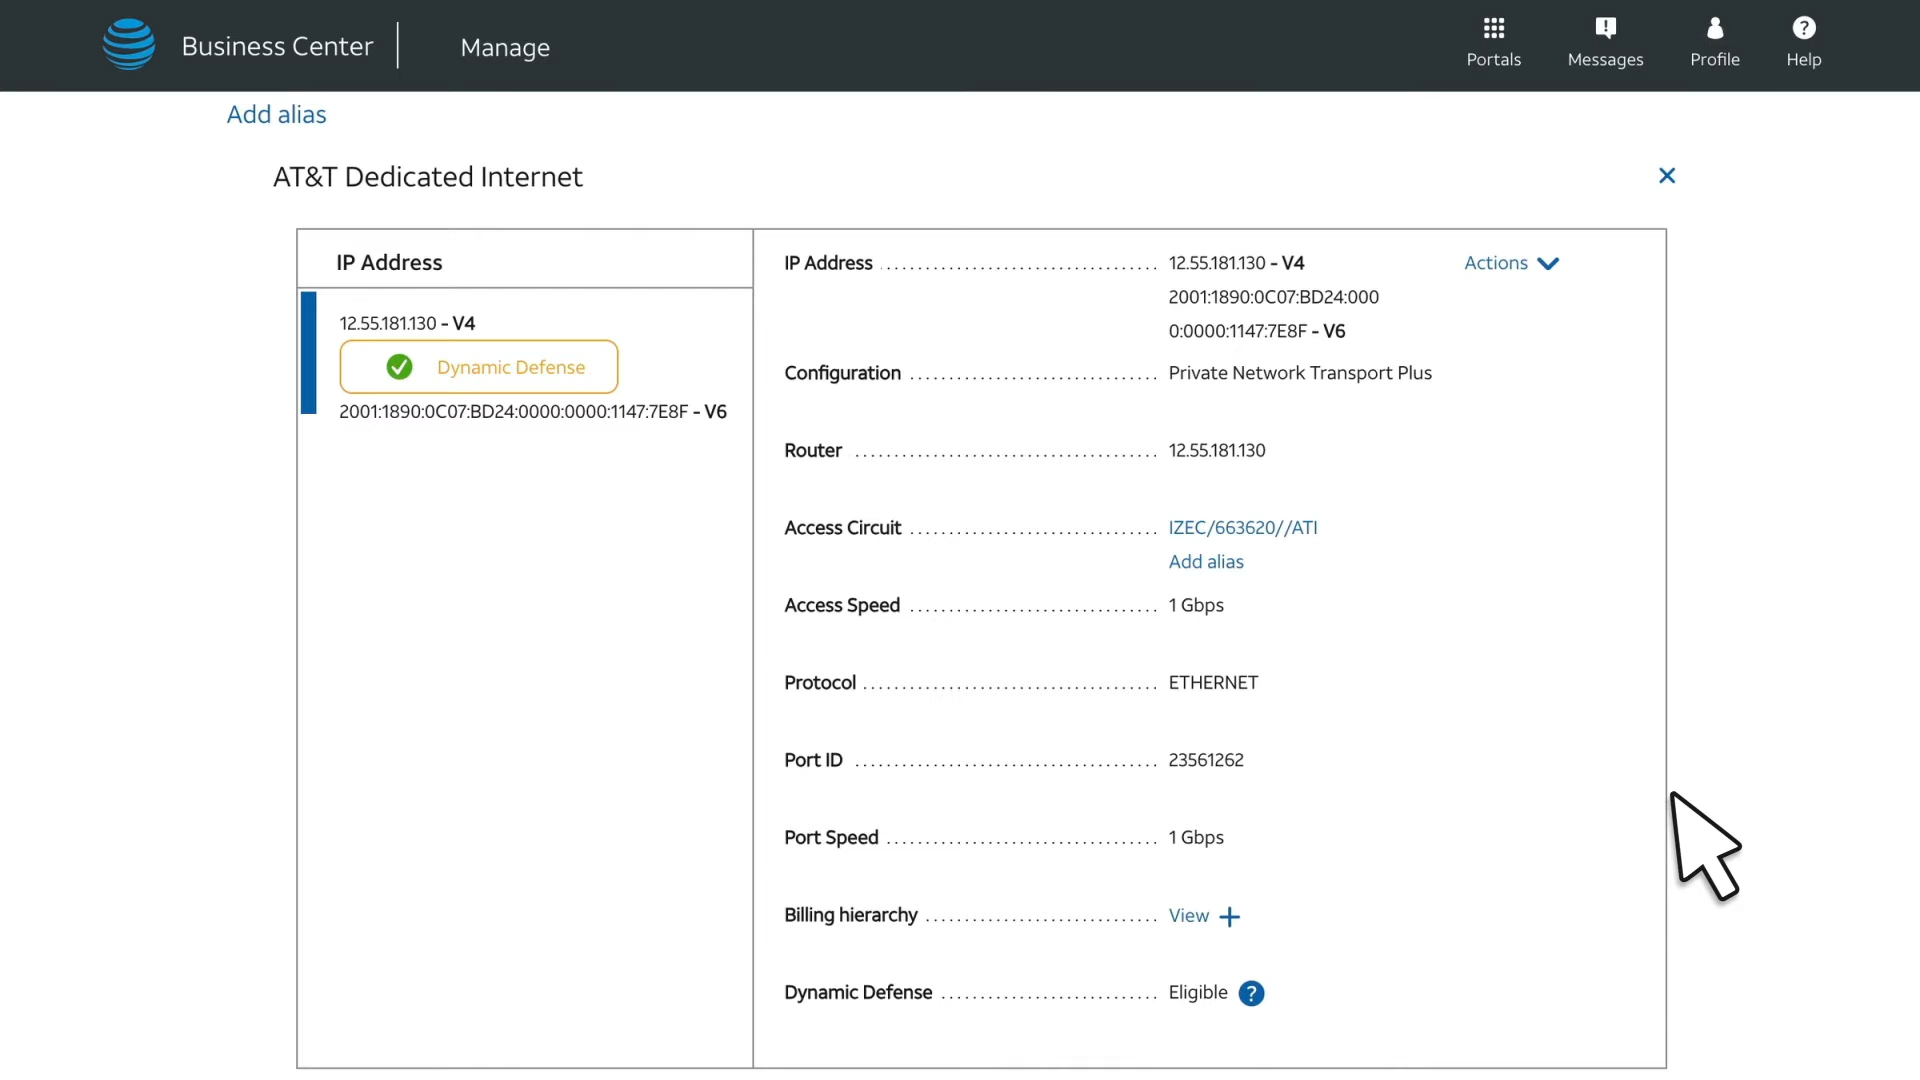 Business Center
Manage
Portals
Messages
Profile
Help
Add alias
AT&T Dedicated Internet
IP Address
12.55.181.130 - V4
Dynamic Defense
2001:1890:0C07:BD24:0000:0000:1147:7E8F - V6
IP Address 12.55.181.130 - V4
2001:1890:0C07:BD24:000
0:0000:1147:7E8F - V6
Actions
Configuration Private Network Transport Plus
Router 12.55.181.130
Access Circuit IZEC/663620//ATI
Add alias
Access Speed 1 Gbps
Protocol ETHERNET
Port ID 23561262
Port Speed 1 Gbps
Billing hierarchy View +
Dynamic Defense Eligible ?